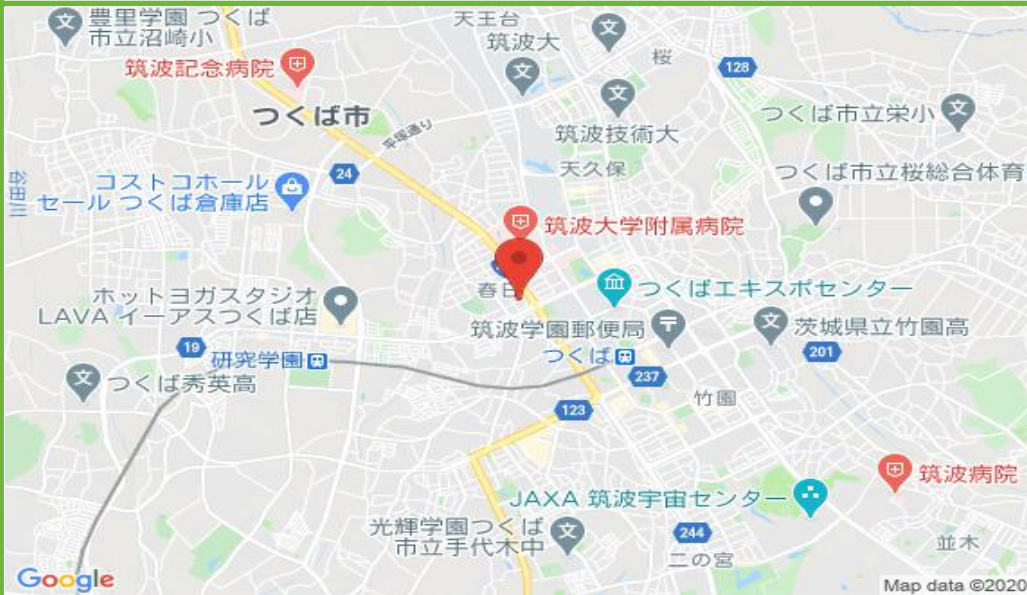 豊里学園 つくば
市立沼崎小
天王台
筑波大
桜
筑波記念病院
128
つくば市
平塚通り
つくば市立栄小
筑波技術大
谷田川
24
天久保
つくば市立桜総合体育
コストコホール
セール つくば倉庫店
筑波大学附属病院
春日
つくばエキスポセンター
ホットヨガスタジオ
LAVA イーアスつくば店
筑波学園郵便局
茨城県立竹園高
19
研究学園
つくば
201
つくば秀英高
237
竹園
123
筑波病院
JAXA 筑波宇宙センター
光輝学園つくば
市立手代木中
244
二の宮
並木
Google
Map data ©2020